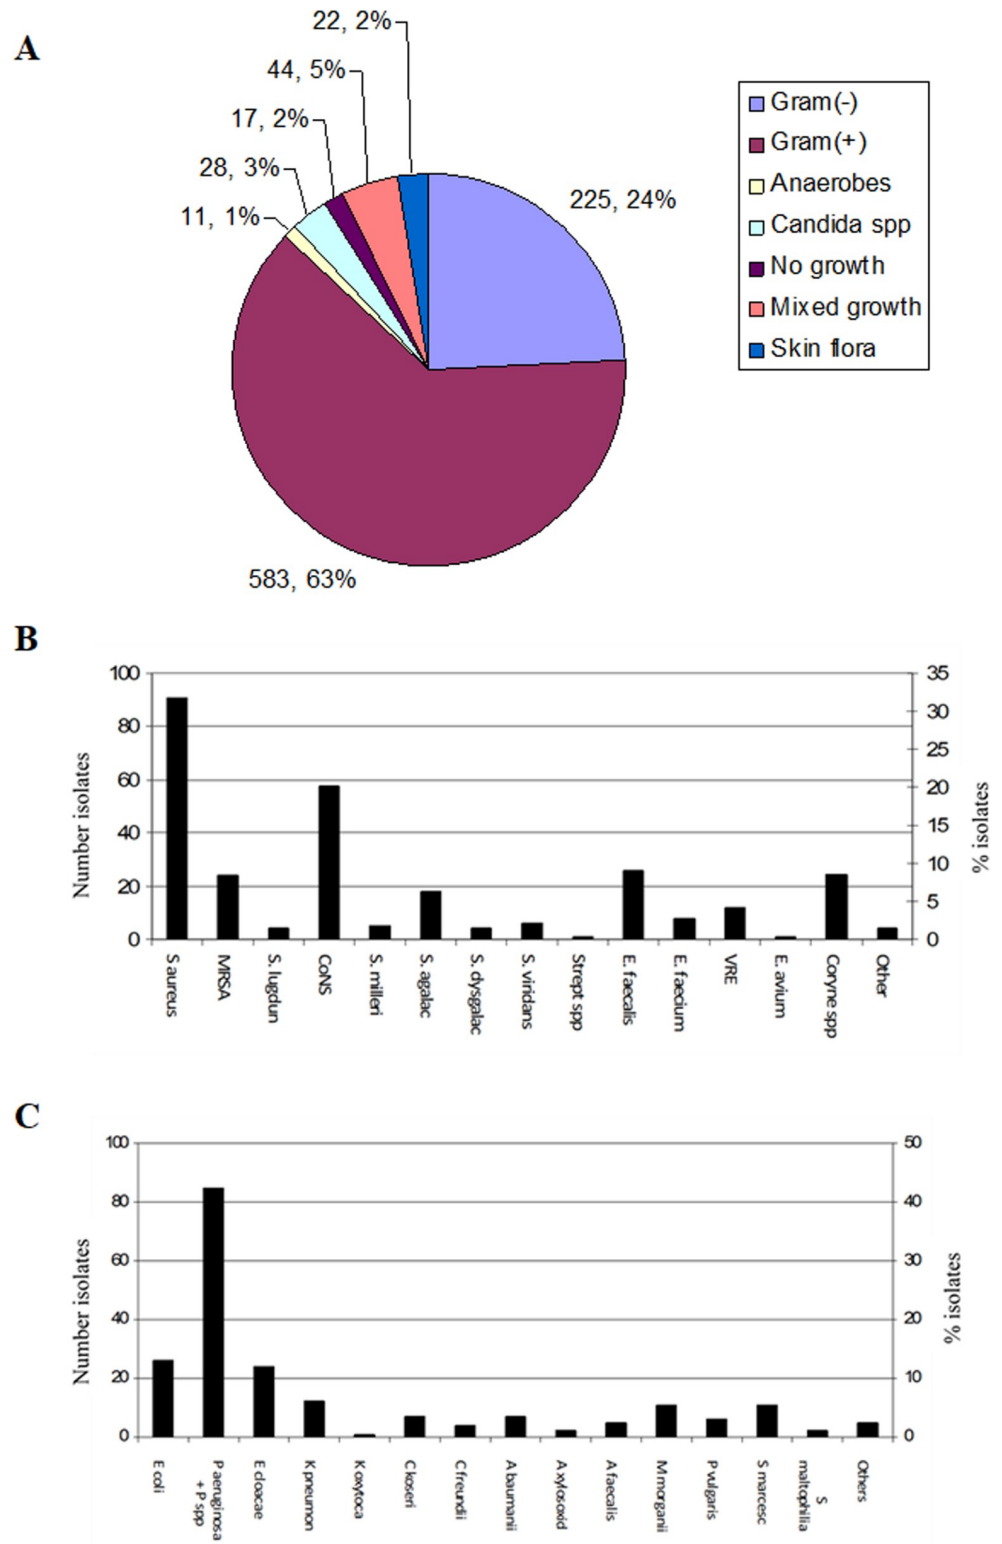 A
22, 2%
44, 5%
17, 2%
28, 3%
11, 1%
225, 24%
583, 63%
Gram(-)
Gram(+)
Anaerobes
Candida spp
No growth
Mixed growth
Skin flora
B
Number isolates
100
80
60
40
20
0
35
30
25
20
15
10
5
0
% isolates
S aureus
MRSA
S. lugdun
CoNS
S. milleri
S. agalac
S. dysgalac
S. viridans
Strept spp
E. faecalis
E. faecium
VRE
E. avium
Coryne spp
Other
C
Number isolates
100
80
60
40
20
0
50
40
30
20
10
0
% isolates
E coli
P aeruginosa
+ P spp
E cloacae
K pneumon
K oxytoca
C koseri
C freundii
A baumanii
A xylosoxid
A faecalis
M morganii
P vulgaris
S marcesc
S
maltophilia
Others